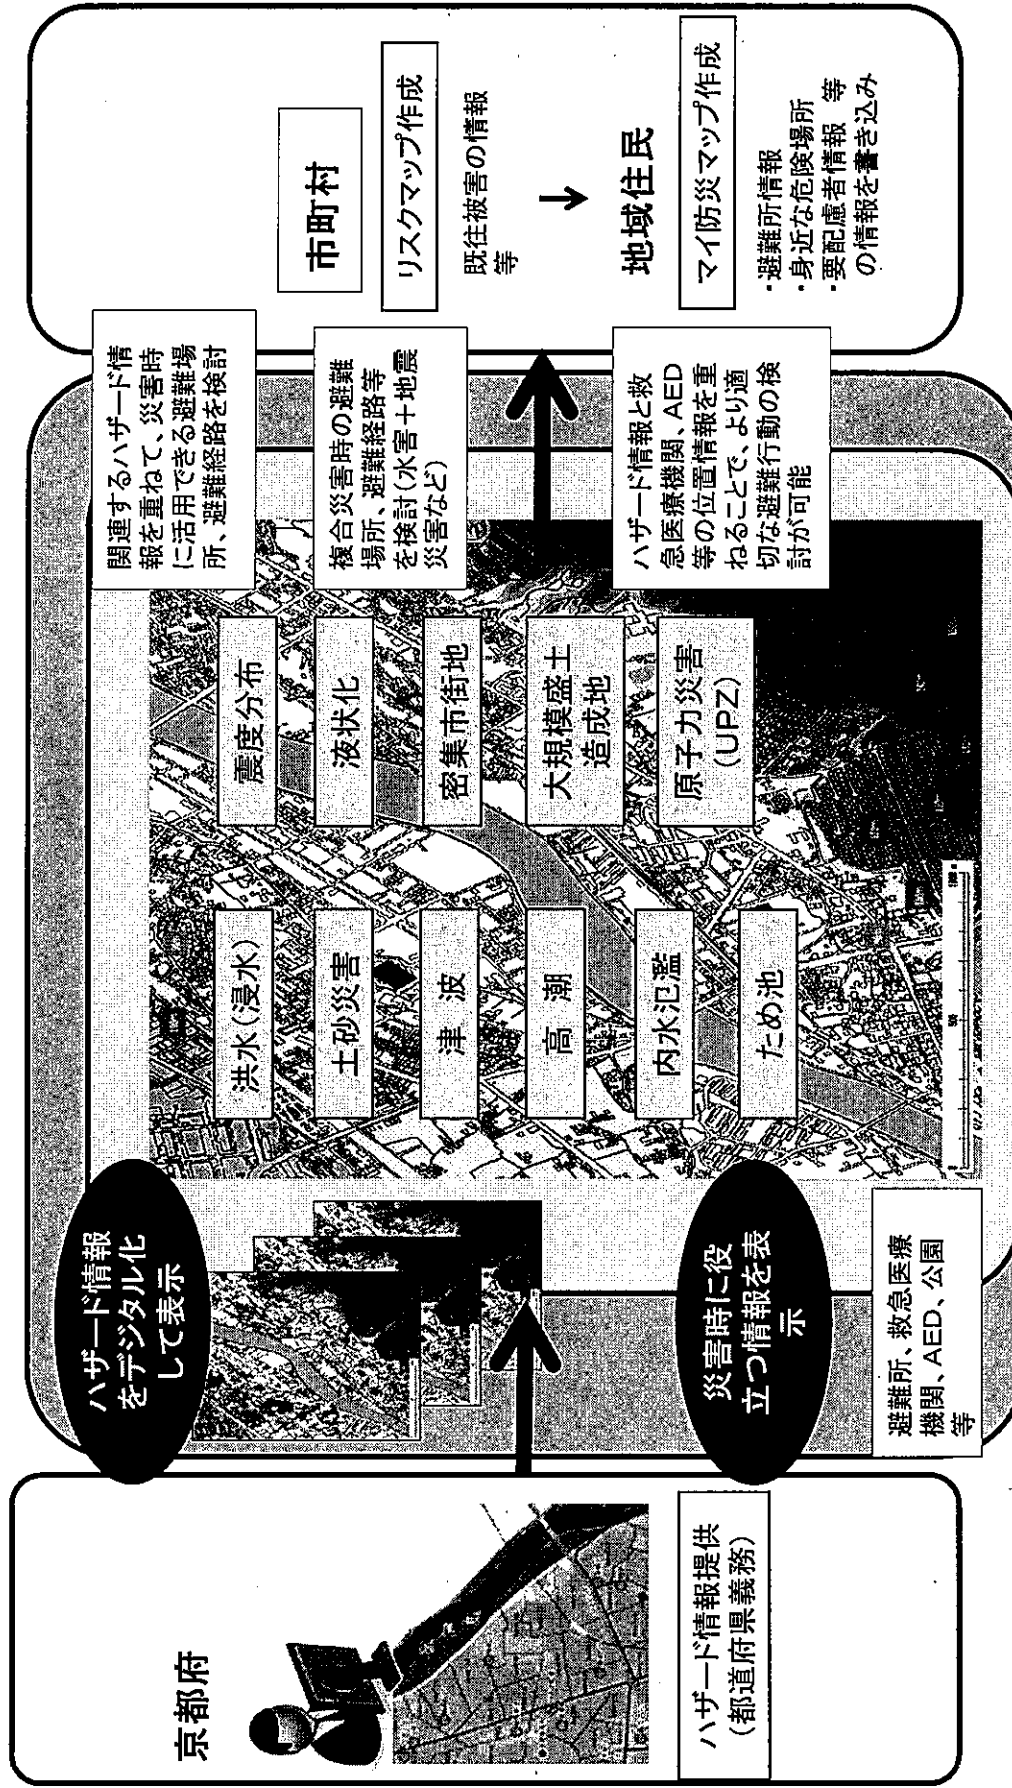 京都府
ハザード情報提供
(都道府県義務)
ハザード情報
をデジタル化
して表示
災害時に役
立つ情報を表
示
避難所、救急医療
機関、AED、公園
等
洪水(浸水)
土砂災害
津 波
高 潮
内水氾濫
ため池
震度分布
液状化
密集市街地
大規模盛土
造成地
原子力災害
(UPZ)
関連するハザード情
報を重ねて、災害時
に活用できる避難場
所、避難経路を検討
複合災害時の避難
場所、避難経路等
を検討(水害+地震
災害など)
ハザード情報と救
急医療機関、AED
等の位置情報を重
ねることで、より適
切な避難行動の検
討が可能
市町村
リスクマップ作成
既往被害の情報
等
↓
地域住民
マイ防災マップ作成
・避難所情報
・身近な危険場所
・要配慮者情報 等
の情報を書き込み